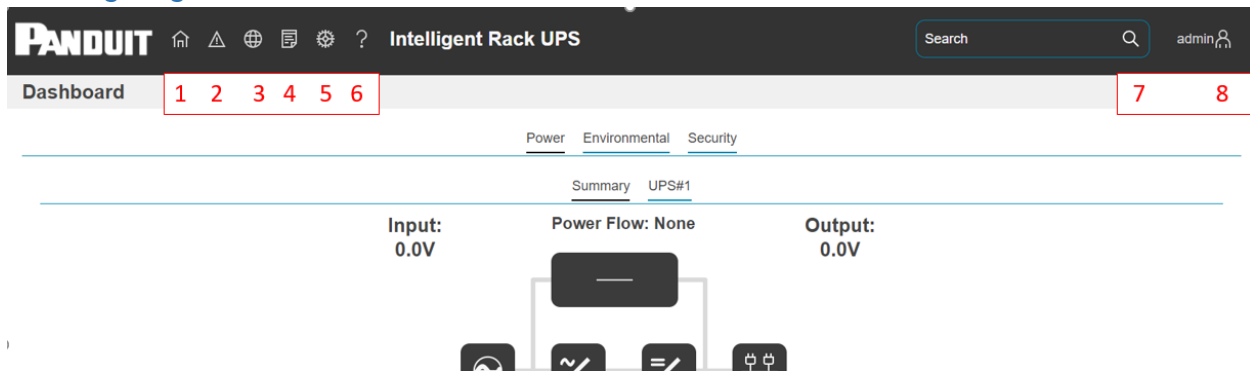 PANDUIT ? Intelligent Rack UPS Search admin
Dashboard 1 2 3 4 5 6 7 8
Power Environmental Security
Summary UPS#1
Input: Power Flow: None Output:
0.0V 0.0V